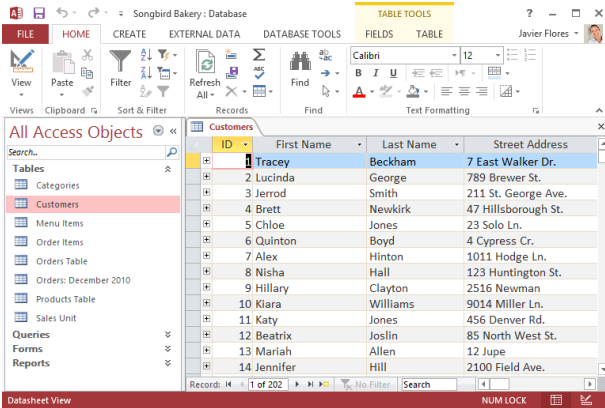 Songbird Bakery : Database
TABLE TOOLS
?
FILE HOME CREATE EXTERNAL DATA DATABASE TOOLS FIELDS TABLE Javier Flores
View Paste Filter Refresh All Find
Calibri 12
B I U
A
Views Clipboard Sort & Filter Records Find Text Formatting
All Access Objects
Search...
Tables
Categories
Customers
Menu Items
Order Items
Orders Table
Orders: December 2010
Products Table
Sales Unit
Queries
Forms
Reports
Customers
ID First Name Last Name Street Address
1 Tracey Beckham 7 East Walker Dr.
2 Lucinda George 789 Brewer St.
3 Jerrod Smith 211 St. George Ave.
4 Brett Newkirk 47 Hillsborough St.
5 Chloe Jones 23 Solo Ln.
6 Quinton Boyd 4 Cypress Cr.
7 Alex Hinton 1011 Hodge Ln.
8 Nisha Hall 123 Huntington St.
9 Hillary Clayton 2516 Newman
10 Kiara Williams 9014 Miller Ln.
11 Katy Jones 456 Denver Rd.
12 Beatrix Joslin 85 North West St.
13 Mariah Allen 12 Jupe
14 Jennifer Hill 2100 Field Ave.
Record: 1 of 202 No Filter Search
Datasheet View NUM LOCK